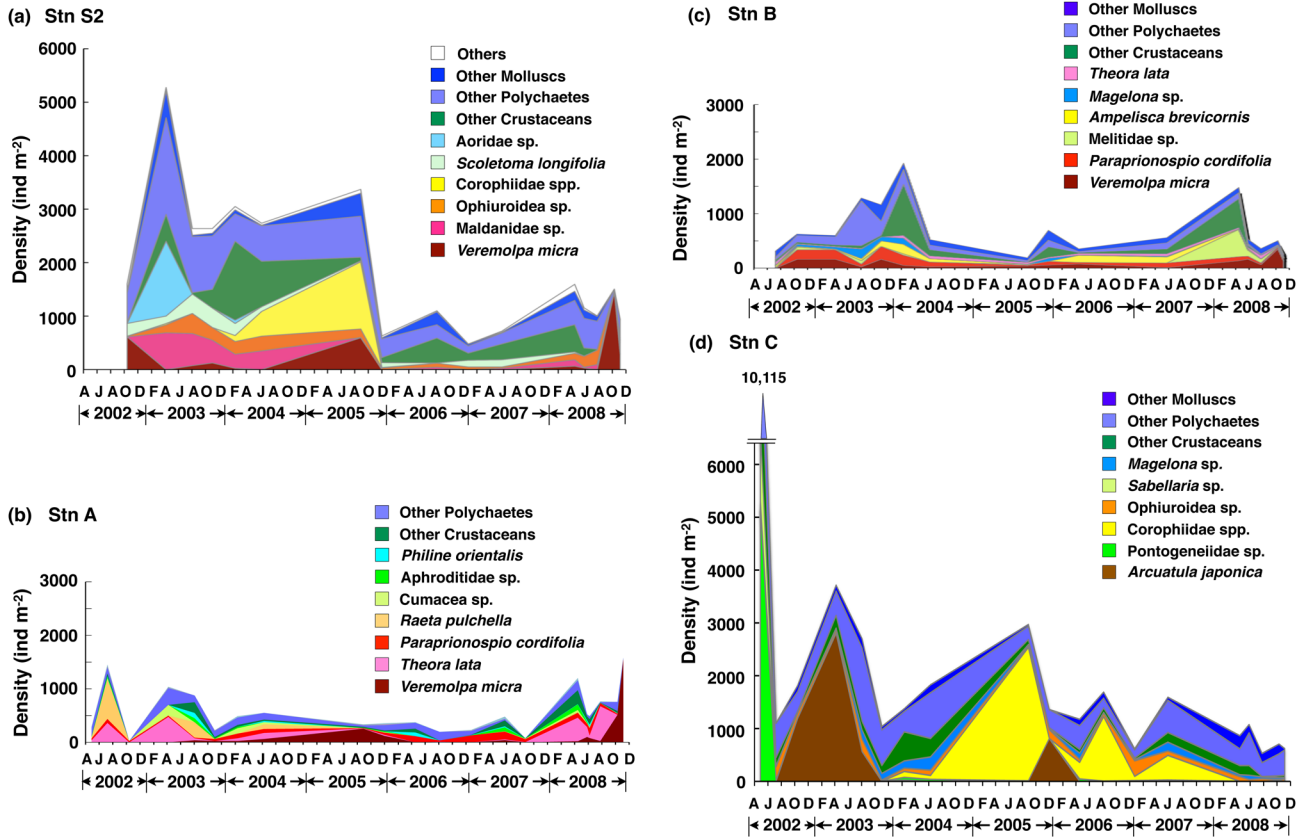 (a) Stn S2
6000
5000
4000
3000
2000
1000
0
Density (ind m-2)
Others
Other Molluscs
Other Polychaetes
Other Crustaceans
Aoridae sp.
Scoletoma longifolia
Corophiidae spp.
Ophiuroidea sp.
Maldanidae sp.
Veremolpa micra
A J A O D F A J A O D F A J A O D F A J A O D F A J A O D F A J A O D F A J A O D
2002 2003 2004 2005 2006 2007 2008
(b) Stn A
Other Polychaetes
Other Crustaceans
Philine orientalis
Aphroditidae sp.
Cumacea sp.
Raeta pulchella
Paraprionospio cordifolia
Theora lata
Veremolpa micra
3000
2000
1000
0
Density (ind m-2)
A J A O D F A J A O D F A J A O D F A J A O D F A J A O D F A J A O D F A J A O D
2002 2003 2004 2005 2006 2007 2008
(c) Stn B
Other Molluscs
Other Polychaetes
Other Crustaceans
Theora lata
Magelona sp.
Ampelisca brevicornis
Melitidae sp.
Paraprionospio cordifolia
Veremolpa micra
3000
2000
1000
0
Density (ind m-2)
A J A O D F A J A O D F A J A O D F A J A O D F A J A O D F A J A O D F A J A O D
2002 2003 2004 2005 2006 2007 2008
(d) Stn C
10,115
Other Molluscs
Other Polychaetes
Other Crustaceans
Magelona sp.
Sabellaria sp.
Ophiuroidea sp.
Corophiidae spp.
Pontogeneiidae sp.
Arcuatula japonica
6000
5000
4000
3000
2000
1000
0
Density (ind m-2)
A J A O D F A J A O D F A J A O D F A J A O D F A J A O D F A J A O D F A J A O D
2002 2003 2004 2005 2006 2007 2008